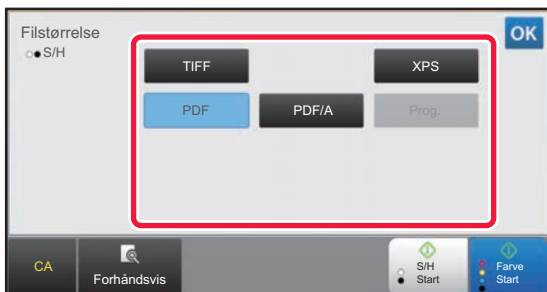 Filstørrelse
OK
S/H
TIFF
XPS
PDF
PDF/A
Prog.
CA
Forhåndsvis
S/H
Start
Farve
Start